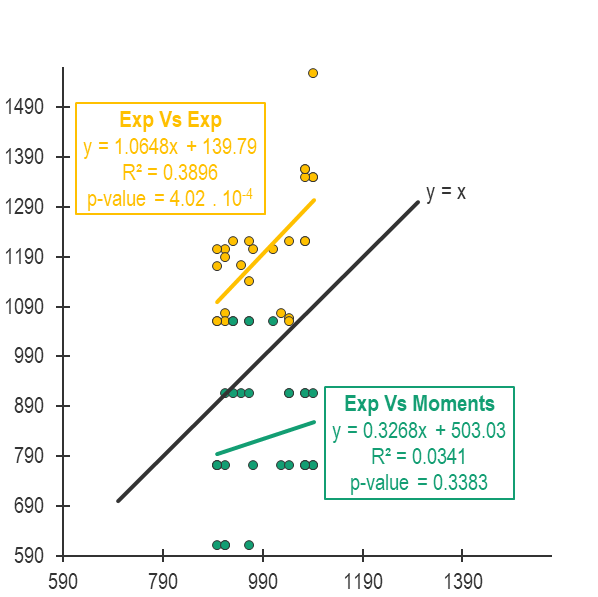 1490
1390
1290
1190
1090
990
890
790
690
590
Exp Vs Exp
y = 1.0648x + 139.79
R² = 0.3896
p-value = 4.02 . 10⁻⁴
y = x
Exp Vs Moments
y = 0.3268x + 503.03
R² = 0.0341
p-value = 0.3383
590 790 990 1190 1390